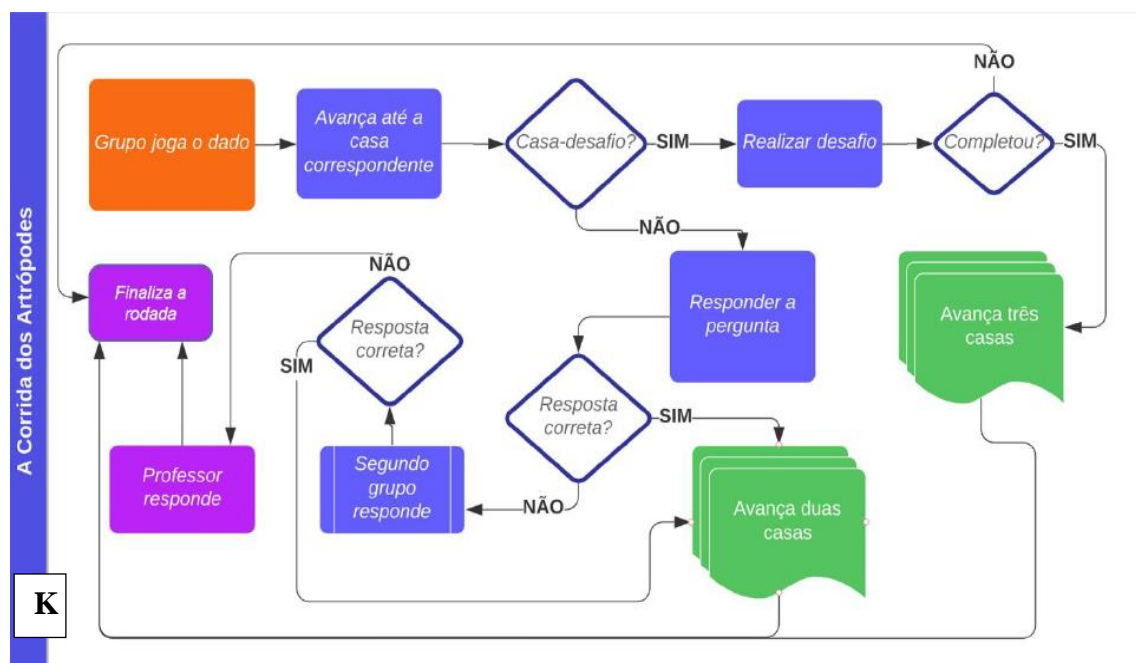 A Corrida dos Artrópodes
NÃO
Grupo joga o dado
Avança até a
casa
correspondente
Casa-desafio?
SIM
Realizar desafio
Completou?
SIM
NÃO
Finaliza a
rodada
NÃO
Resposta
correta?
SIM
Responder a
pergunta
Avança três
casas
Resposta
correta?
SIM
Professor
responde
Segundo
grupo
responde
NÃO
Avança duas
casas
K